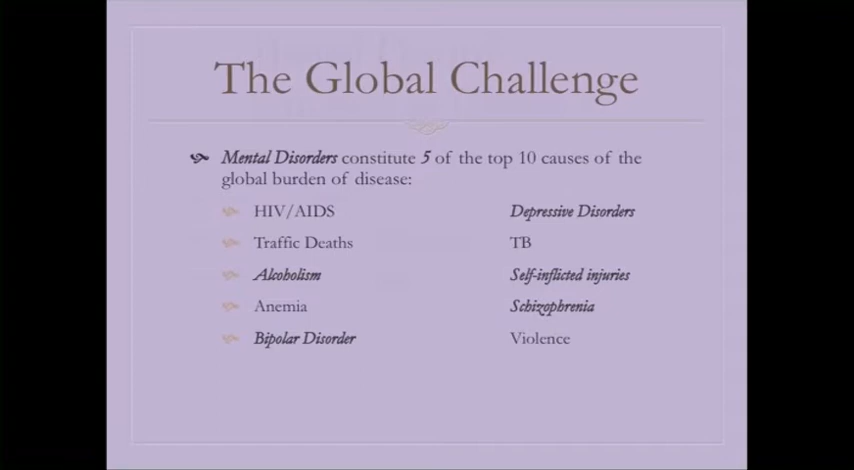 The Global Challenge
Mental Disorders constitute 5 of the top 10 causes of the
global burden of disease:
HIV/AIDS Depressive Disorders
Traffic Deaths TB
Alcoholism Self-inflicted injuries
Anemia Schizophrenia
Bipolar Disorder Violence